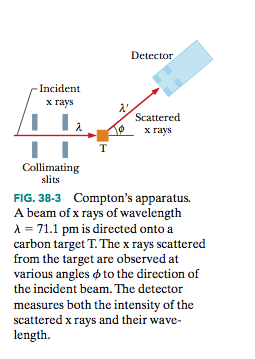 Detector
Incident
x rays
λ
λ'
ϕ
Scattered
x rays
T
Collimating
slits
FIG. 38-3 Compton's apparatus.
A beam of x rays of wavelength
λ = 71.1 pm is directed onto a
carbon target T. The x rays scattered
from the target are observed at
various angles ϕ to the direction of
the incident beam. The detector
measures both the intensity of the
scattered x rays and their wave-
length.